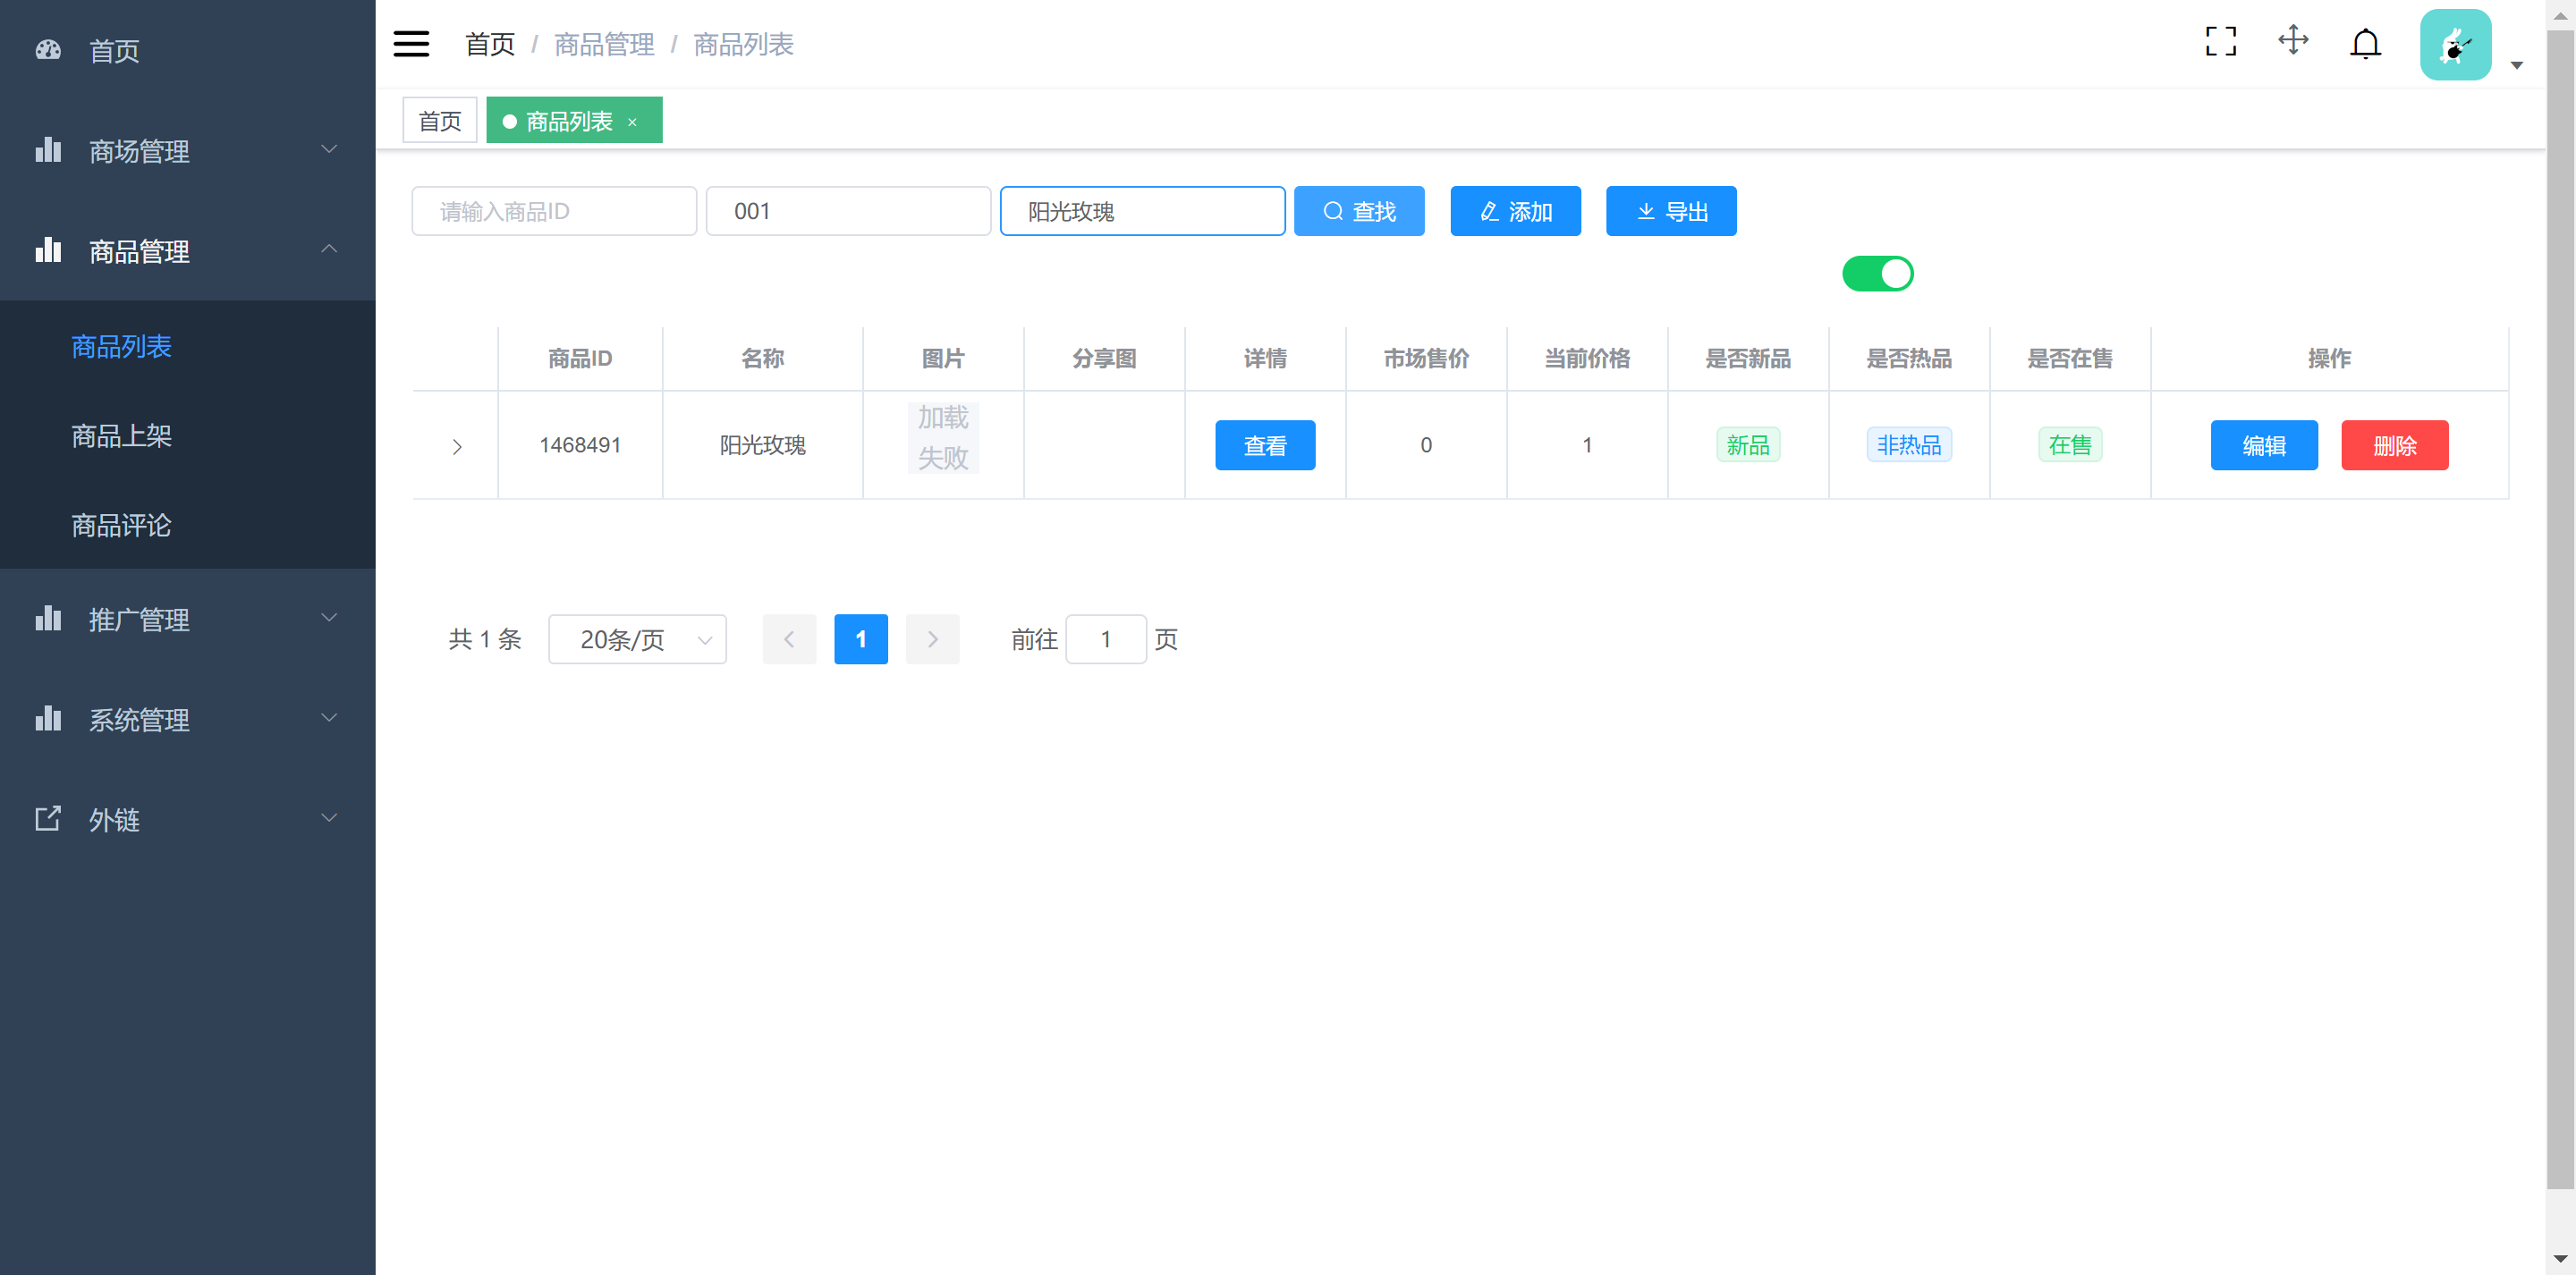 首页
商场管理
商品管理
商品列表
商品上架
商品评论
推广管理
系统管理
外链
首页 / 商品管理 / 商品列表
首页
商品列表 ×
请输入商品ID
001
阳光玫瑰
查找
添加
导出
商品ID 名称 图片 分享图 详情 市场售价 当前价格 是否新品 是否热品 是否在售 操作
1468491 阳光玫瑰 加载失败 查看 0 1 新品 非热品 在售 编辑 删除
共 1 条 20条/页 1 前往 1 页